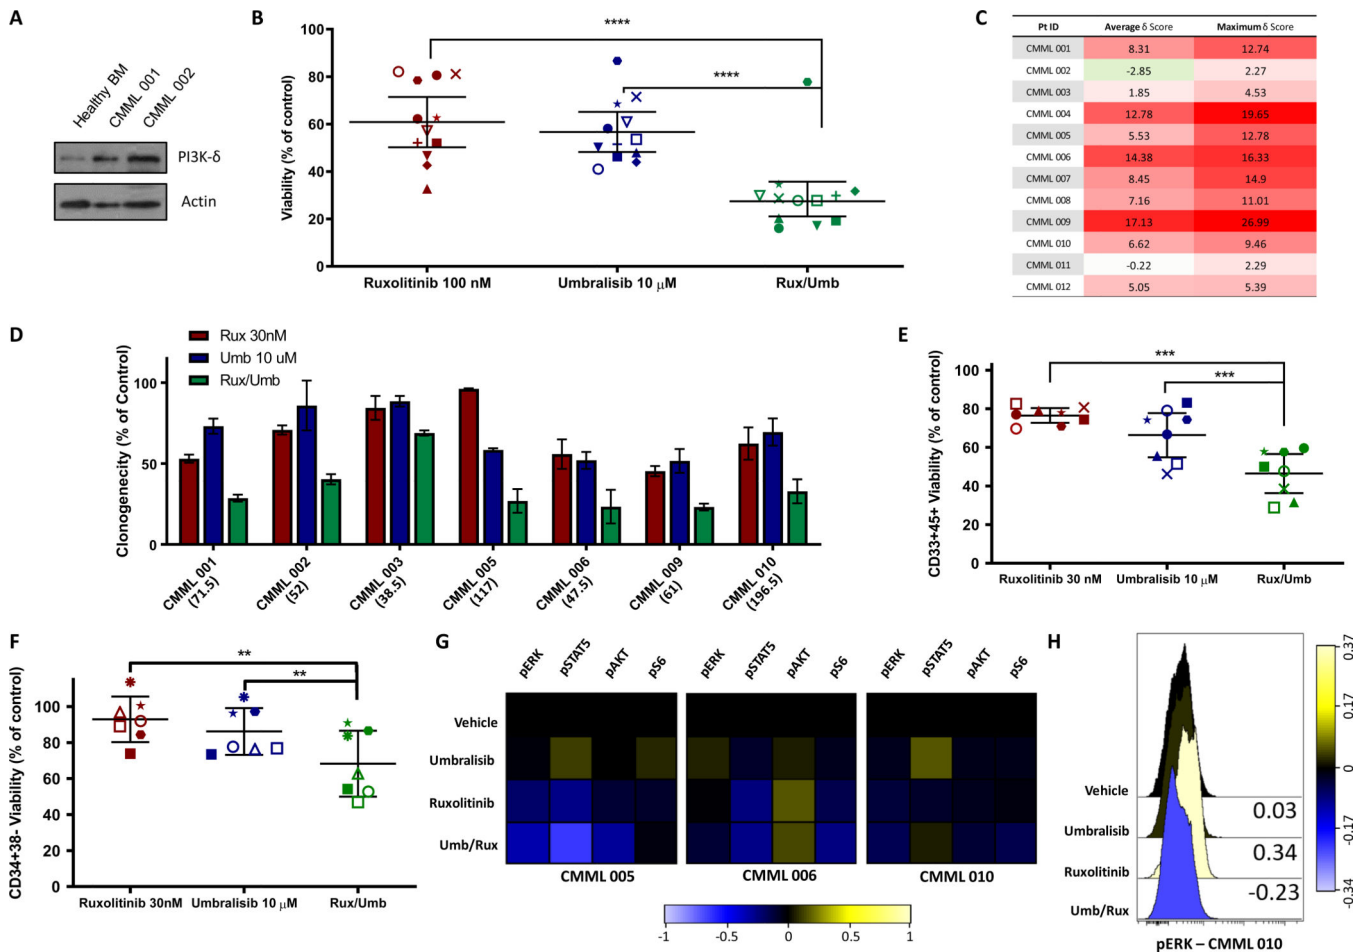 A
Healthy BM
CMML 001
CMML 002
PI3K-δ
Actin
B
****
****
Viability (% of control)
100
80
60
40
20
0
Ruxolitinib 100 nM
Umbralisib 10 μM
Rux/Umb
C
Pt ID Average δ Score Maximum δ Score
CMML 001 8.31 12.74
CMML 002 -2.85 2.27
CMML 003 1.85 4.53
CMML 004 12.78 19.65
CMML 005 5.53 12.78
CMML 006 14.38 16.33
CMML 007 8.45 14.9
CMML 008 7.16 11.01
CMML 009 17.13 26.99
CMML 010 6.62 9.46
CMML 011 -0.22 2.29
CMML 012 5.05 5.39
D
Rux 30nM
Umb 10 uM
Rux/Umb
Clonogenecity (% of Control)
100
50
0
CMML 001
(71.5)
CMML 002
(52)
CMML 003
(38.5)
CMML 005
(117)
CMML 006
(47.5)
CMML 009
(61)
CMML 010
(196.5)
E
***
***
CD33+45+ Viability (% of control)
100
80
60
40
20
0
Ruxolitinib 30 nM
Umbralisib 10 μM
Rux/Umb
F
**
**
CD34+38- Viability (% of control)
100
80
60
40
20
0
Ruxolitinib 30nM
Umbralisib 10 μM
Rux/Umb
G
pERK pSTAT5 pAKT pS6
pERK pSTAT5 pAKT pS6
pERK pSTAT5 pAKT pS6
Vehicle
Umbralisib
Ruxolitinib
Umb/Rux
CMML 005
CMML 006
CMML 010
-1 -0.5 0 0.5 1
H
Vehicle
Umbralisib
Ruxolitinib
Umb/Rux
0.03
0.34
-0.23
pERK – CMML 010
0.37
0.17
0
-0.17
-0.34